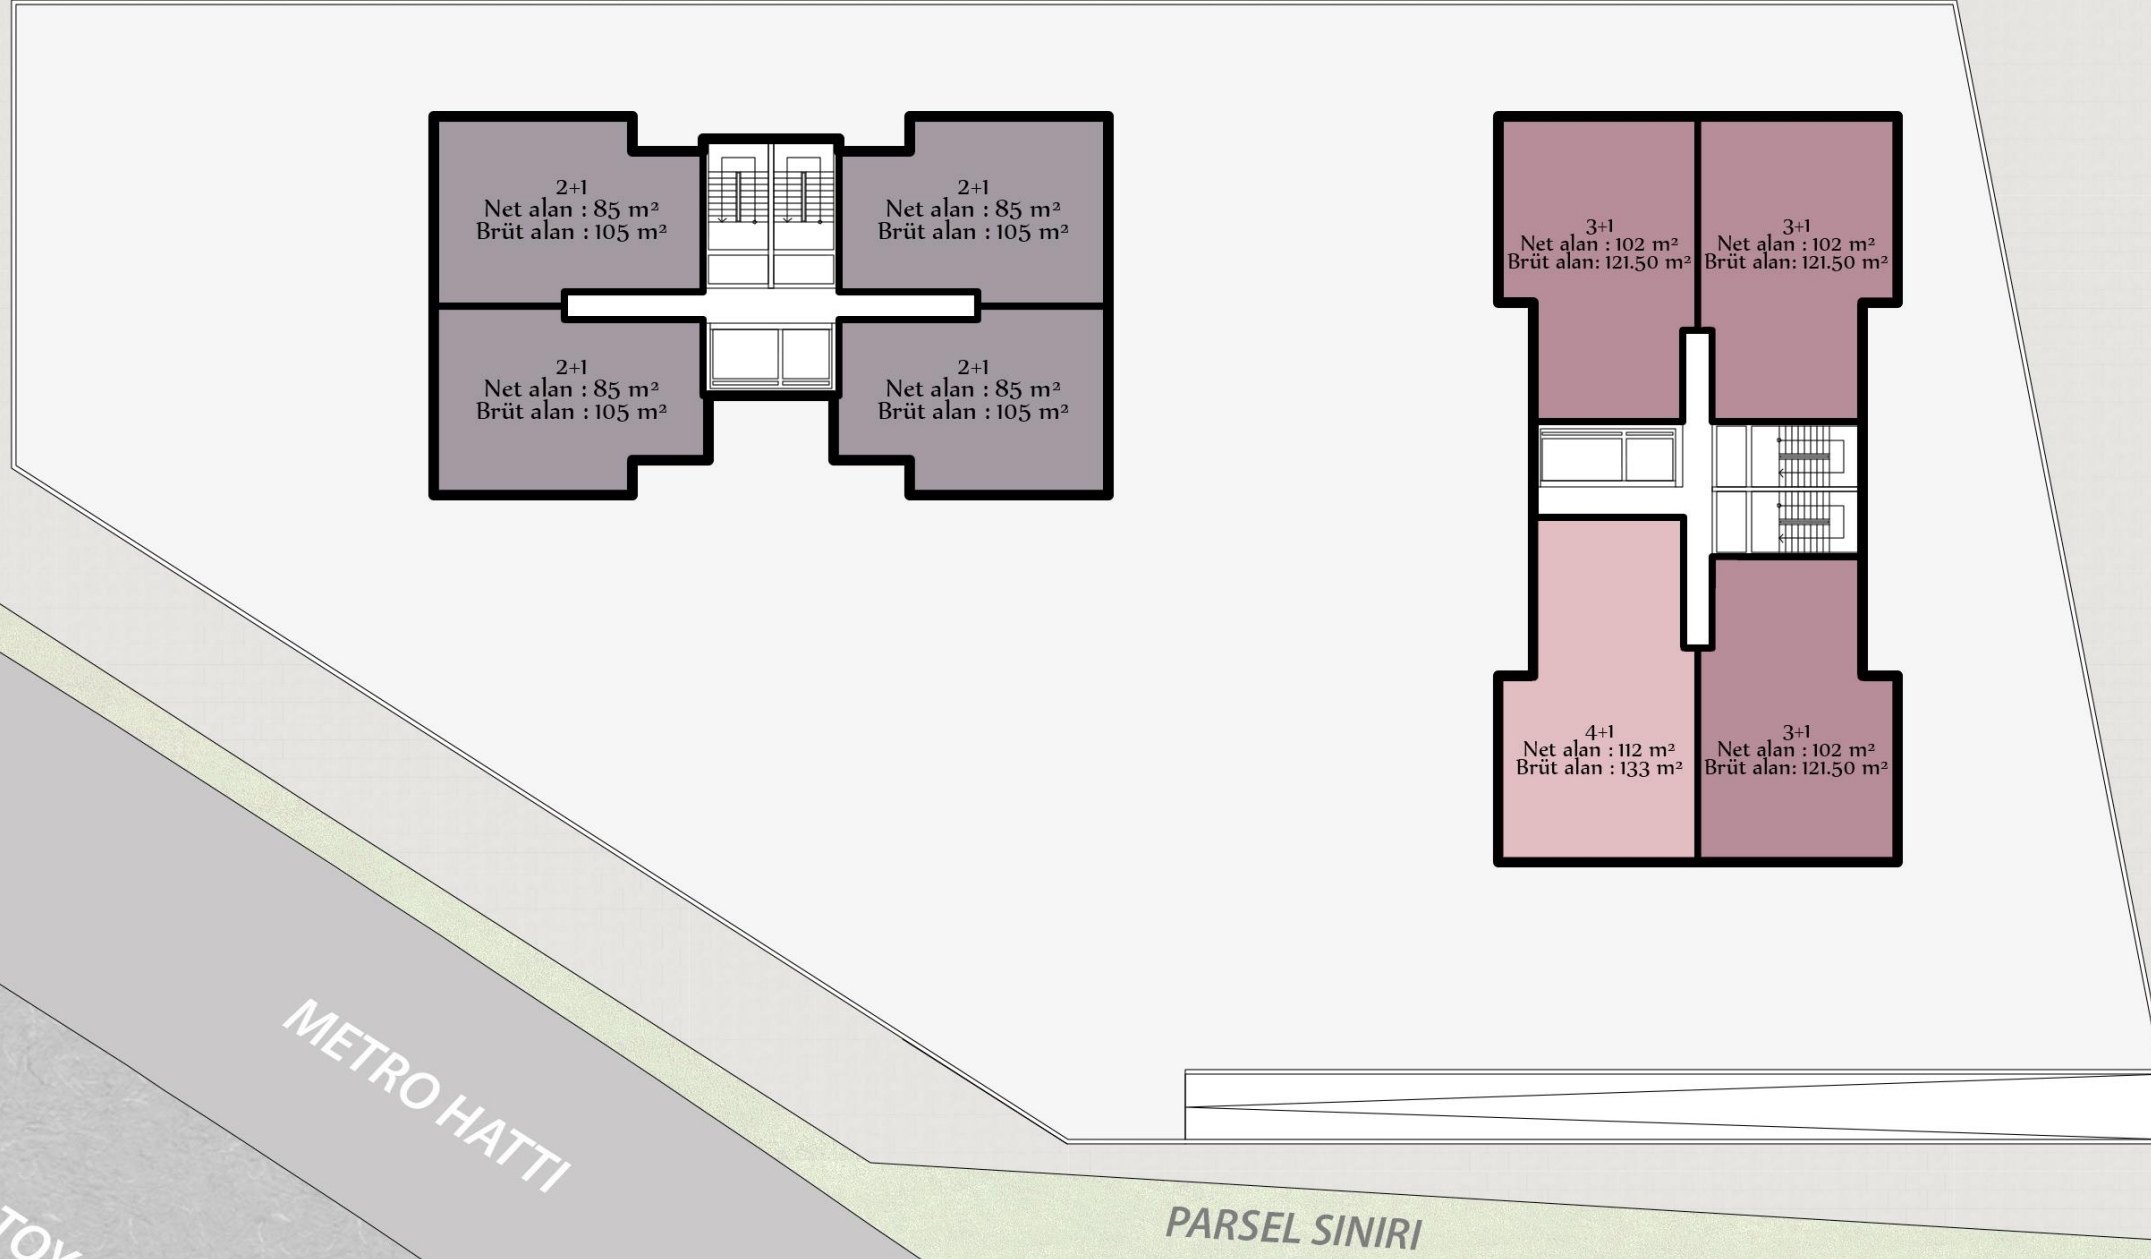 2+1
Net alan : 85 m²
Brüt alan : 105 m²
2+1
Net alan : 85 m²
Brüt alan : 105 m²
2+1
Net alan : 85 m²
Brüt alan : 105 m²
2+1
Net alan : 85 m²
Brüt alan : 105 m²
3+1
Net alan : 102 m²
Brüt alan: 121.50 m²
3+1
Net alan : 102 m²
Brüt alan: 121.50 m²
4+1
Net alan : 112 m²
Brüt alan : 133 m²
3+1
Net alan : 102 m²
Brüt alan: 121.50 m²
METRO HATTI
PARSEL SINIRI